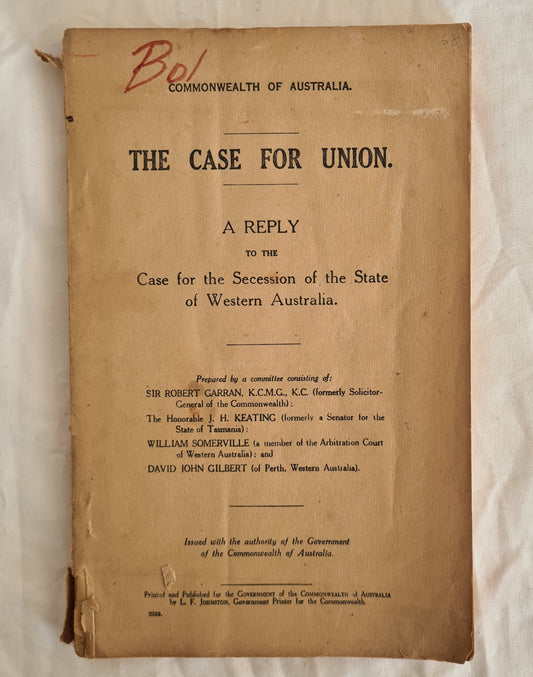 Bol
68
COMMONWEALTH OF AUSTRALIA.
THE CASE FOR UNION.
A REPLY
TO THE
Case for the Secession of the State
of Western Australia.
Prepared by a committee consisting of:
SIR ROBERT GARRAN, K.C.M.G., K.C. (formerly Solicitor-
General of the Commonwealth);
The Honorable J. H. KEATING (formerly a Senator for the
State of Tasmania);
WILLIAM SOMERVILLE (a member of the Arbitration Court
of Western Australia); and
DAVID JOHN GILBERT (of Perth, Western Australia).
Issued with the authority of the Government
of the Commonwealth of Australia.
Printed and Published for the GOVERNMENT of the COMMONWEALTH of AUSTRALIA
by L. F. JOHNSTON, Government Printer for the Commonwealth.